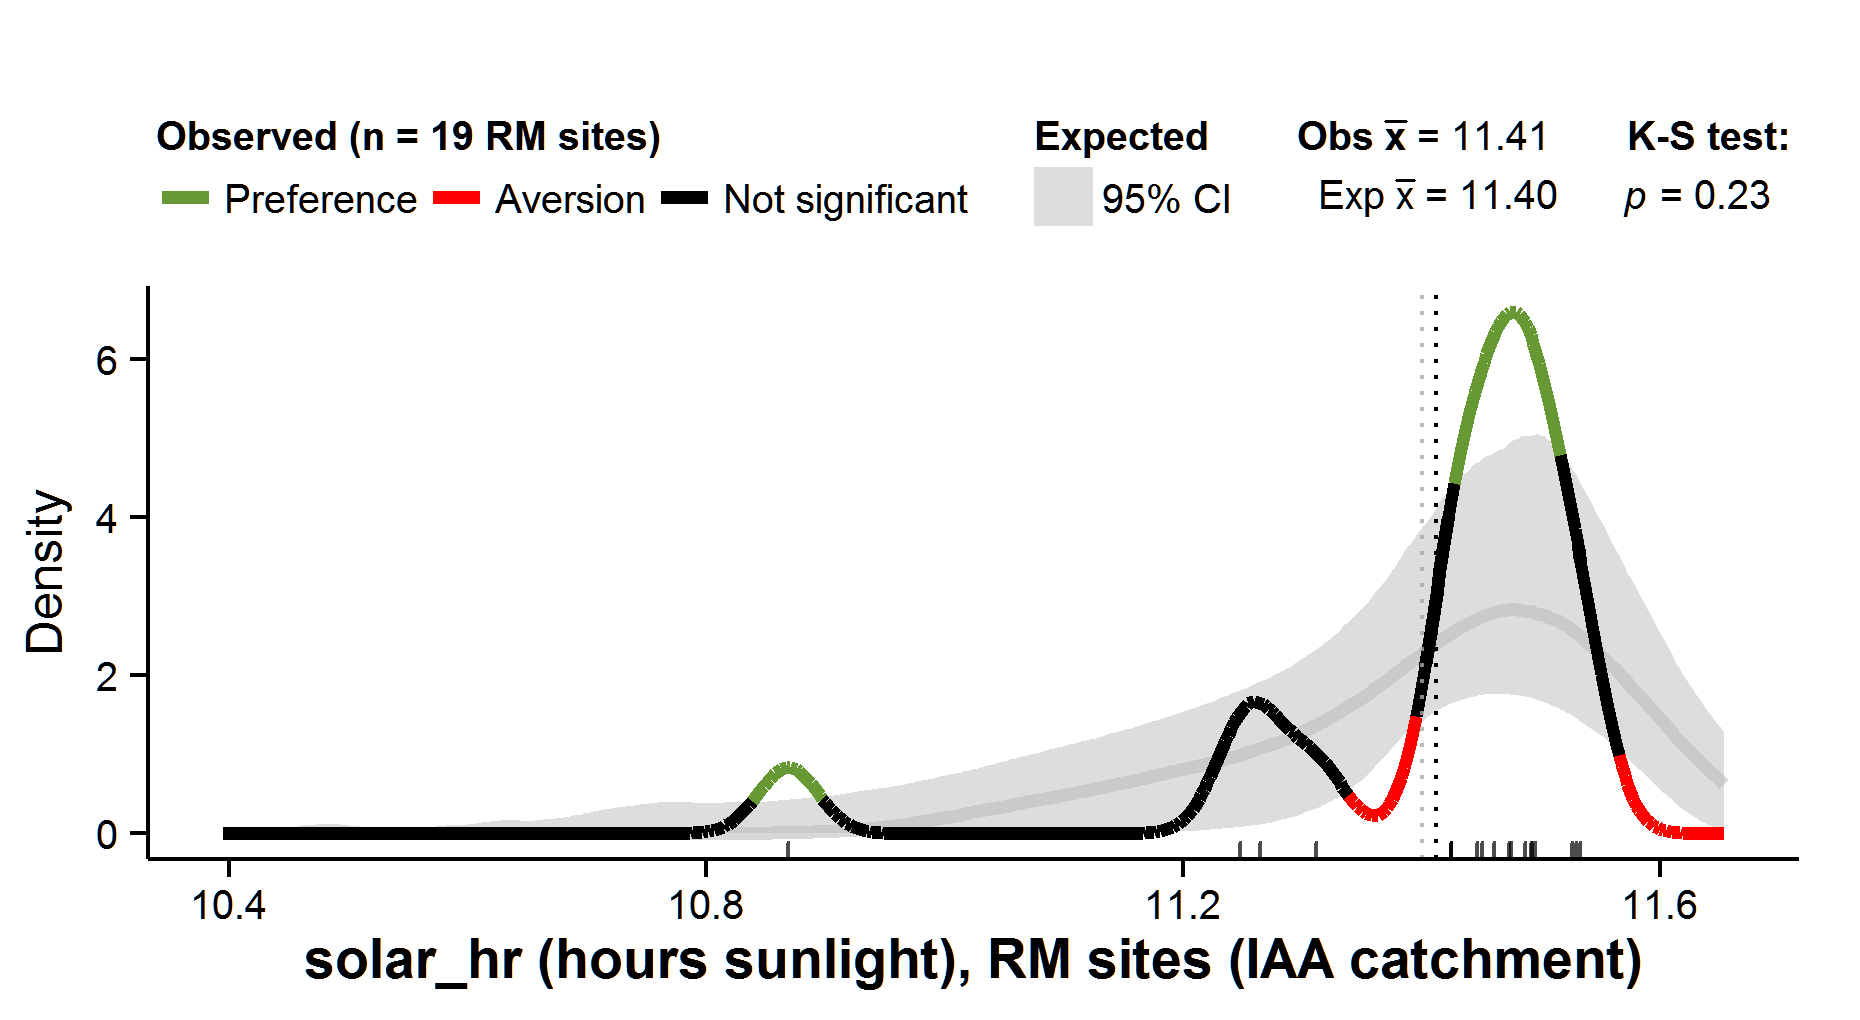 Observed (n = 19 RM sites) Expected Obs x̅ = 11.41 K-S test:
Preference Aversion Not significant 95% CI Exp x̅ = 11.40 p = 0.23
Density
6
4
2
0
10.4 10.8 11.2 11.6
solar_hr (hours sunlight), RM sites (IAA catchment)